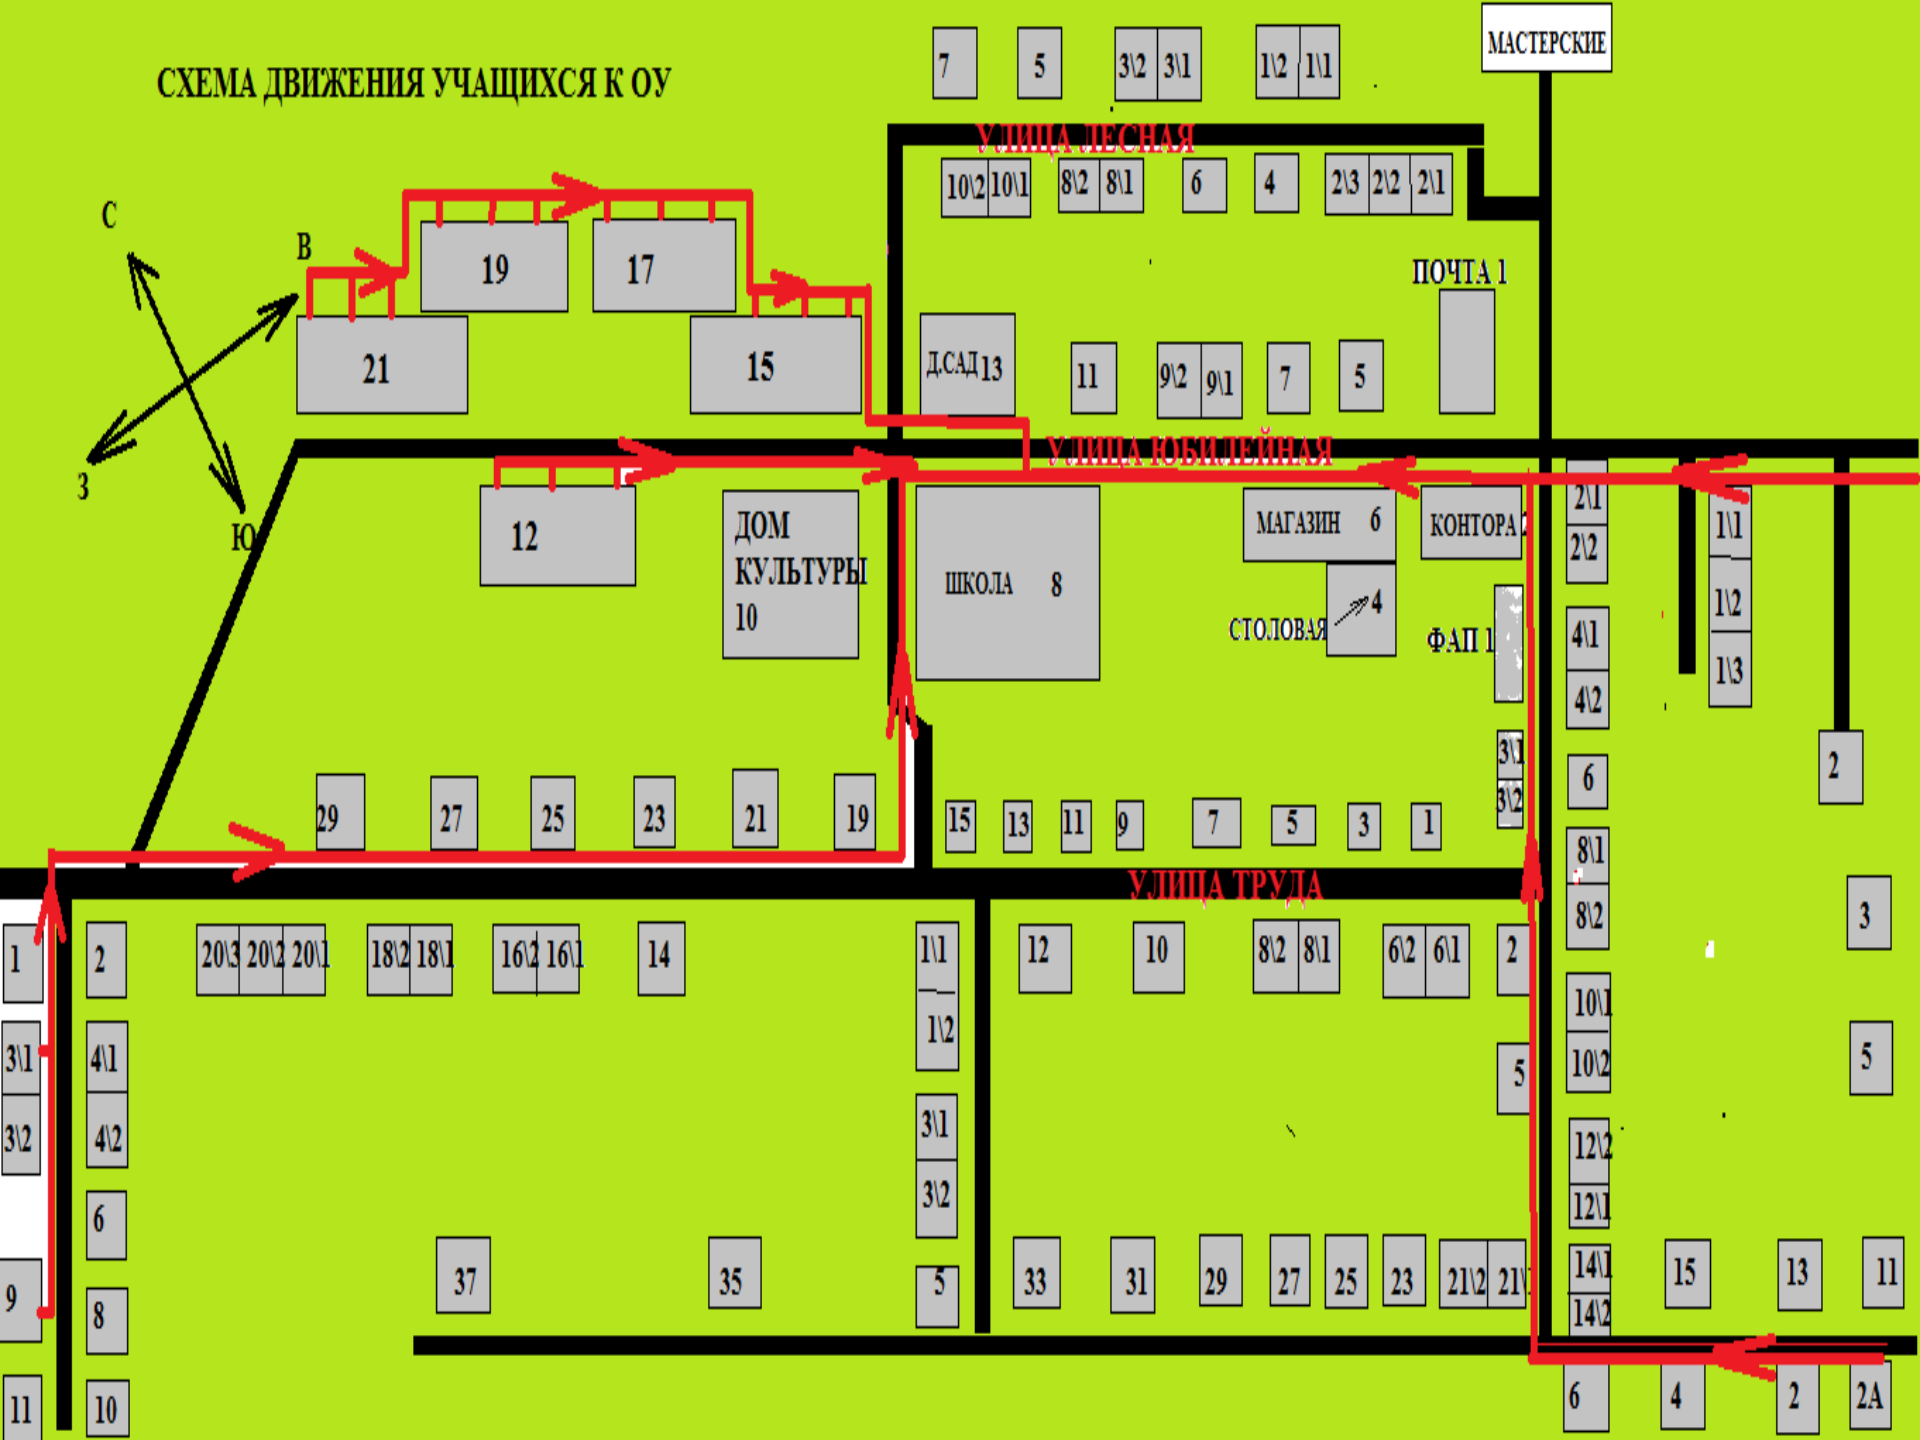 МАСТЕРСКИЕ
7 5 3\2 3\1 1\2 1\1
СХЕМА ДВИЖЕНИЯ УЧАЩИХСЯ К ОУ
УЛИЦА ЛЕСНАЯ
10\2 10\1 8\2 8\1 6 4 2\3 2\2 2\1
С
В
19 17
ПОЧТА 1
21 15
Д.САД 13 11 9\2 9\1 7 5
УЛИЦА ЮБИЛЕЙНАЯ
З
Ю
12
ДОМ
КУЛЬТУРЫ
10
ШКОЛА 8
МАГАЗИН 6
КОНТОРА 2
СТОЛОВАЯ 4
ФАП 1
2\1
2\2
4\1
4\2
1\1
1\2
1\3
3\1
3\2
6
2
29 27 25 23 21 19
15 13 11 9 7 5 3 1
8\1
8\2
УЛИЦА ТРУДА
3
1 2 20\3 20\2 20\1 18\2 18\1 16\2 16\1 14
1\1
1\2
12 10 8\2 8\1 6\2 6\1 2
10\1
10\2
5
5
3\1
3\2
4\1
4\2
3\1
3\2
12\2
12\1
6
9 8
37 35 5
33 31 29 27 25 23 21\2 21\
14\1
14\2
15 13 11
11 10
6 4 2 2А